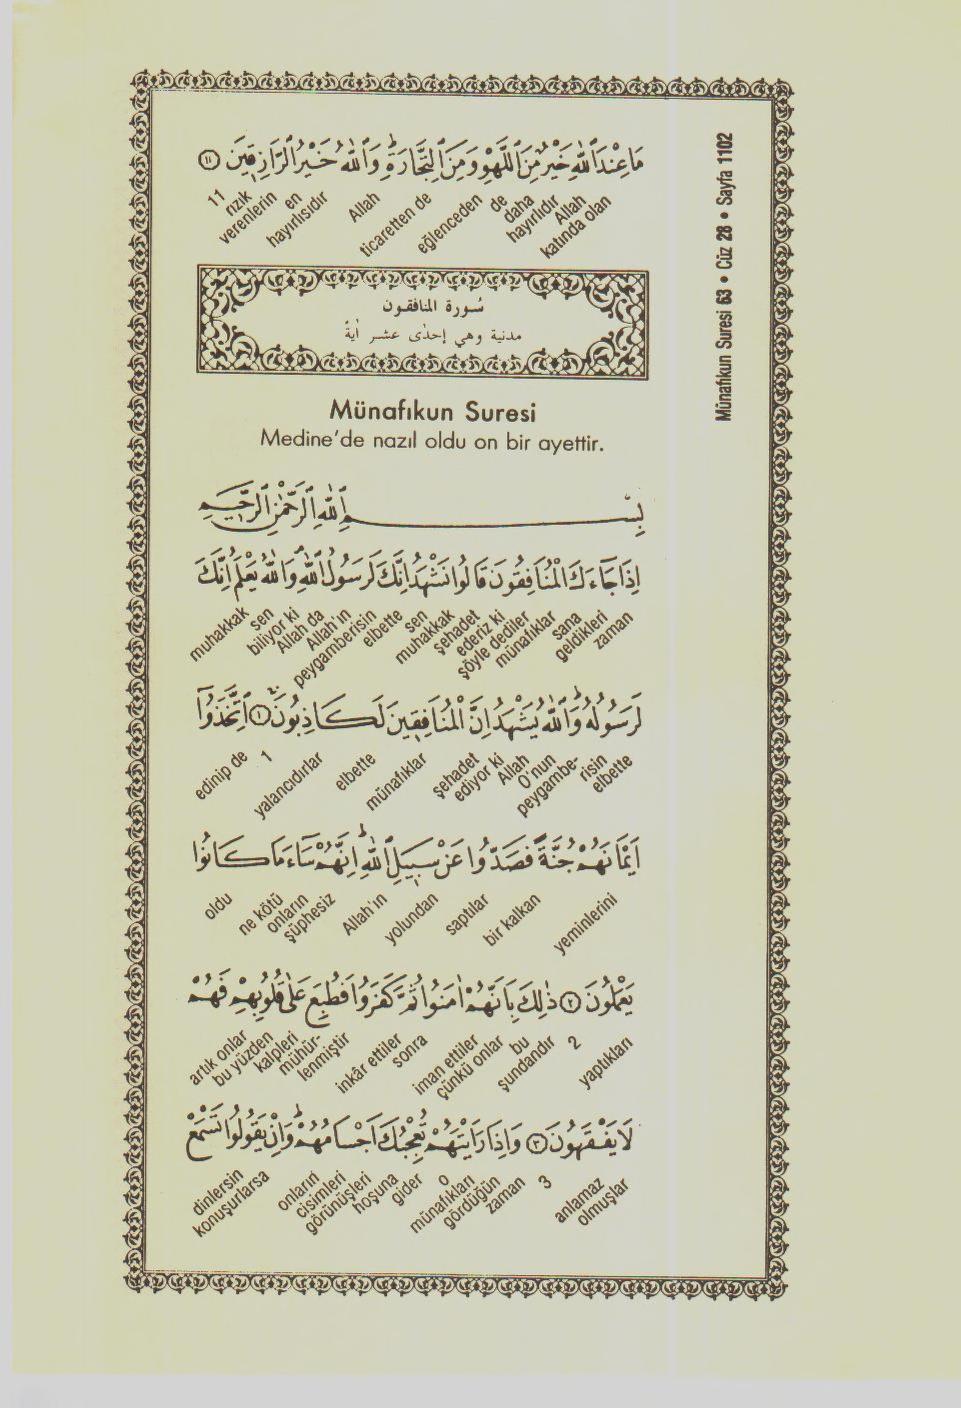 مَا عِنْدَ اللّٰهِ خَيْرٌ مِنَ اللَّهْوِ وَمِنَ التِّجَارَةِ وَاللّٰهُ خَيْرُ الرَّازِقِينَ ﴿١١﴾
katında olan Allah hayırlıdır daha de eğlenceden ticaretten de Allah hayırlısıdır en verenlerin rızık 11
Münafikun Suresi 63 • Cüz 28 • Sayfa 1102
سُورة المنافقون
مدنية وهي إحدى عشر أية
Münafıkun Suresi
Medine'de nazıl oldu on bir ayettir.
بِسْمِ اللّٰهِ الرَّحْمٰنِ الرَّحِيمِ
اِذَا جَاءَكَ الْمُنَافِقُونَ قَالُوا نَشْهَدُ اِنَّكَ لَرَسُولُ اللّٰهِ وَاللّٰهُ يَعْلَمُ اِنَّكَ
zaman geldikleri sana münafıklar şöyle dediler ederiz ki şehadet muhakkak sen elbette peygamberisin Allah'ın Allah da biliyor ki sen muhakkak
لَرَسُولُهُ وَاللّٰهُ يَشْهَدُ اِنَّ الْمُنَافِقِينَ لَكَاذِبُونَ ﴿١﴾ اِتَّخَذُوا
elbette risin peygambe- O'nun Allah ediyor ki şehadet münafıklar elbette yalancıdırlar 1 edinip de
اَيْمَانَهُمْ جُنَّةً فَصَدُّوا عَنْ سَبِيلِ اللّٰهِ اِنَّهُمْ سَاءَ مَا كَانُوا
yeminlerini bir kalkan saptılar yolundan Allah'ın şüphesiz onların ne kötü oldu
يَعْمَلُونَ ﴿٢﴾ ذٰلِكَ بِاَنَّهُمْ اٰمَنُوا ثُمَّ كَفَرُوا فَطُبِعَ عَلٰى قُلُوبِهِمْ فَهُمْ
yaptıkları 2 şundandır bu çünkü onlar iman ettiler sonra inkâr ettiler lenmiştir mühür- kalpleri bu yüzden artık onlar
لَا يَفْقَهُونَ ﴿٣﴾ وَاِذَا رَاَيْتَهُمْ تُعْجِبُكَ اَجْسَامُهُمْ وَاِنْ يَقُولُوا تَسْمَعْ
olmuşlar anlamaz 3 zaman gördüğün münafıkları o gider hoşuna görünüşleri cisimleri onların konuşurlarsa dinlersin